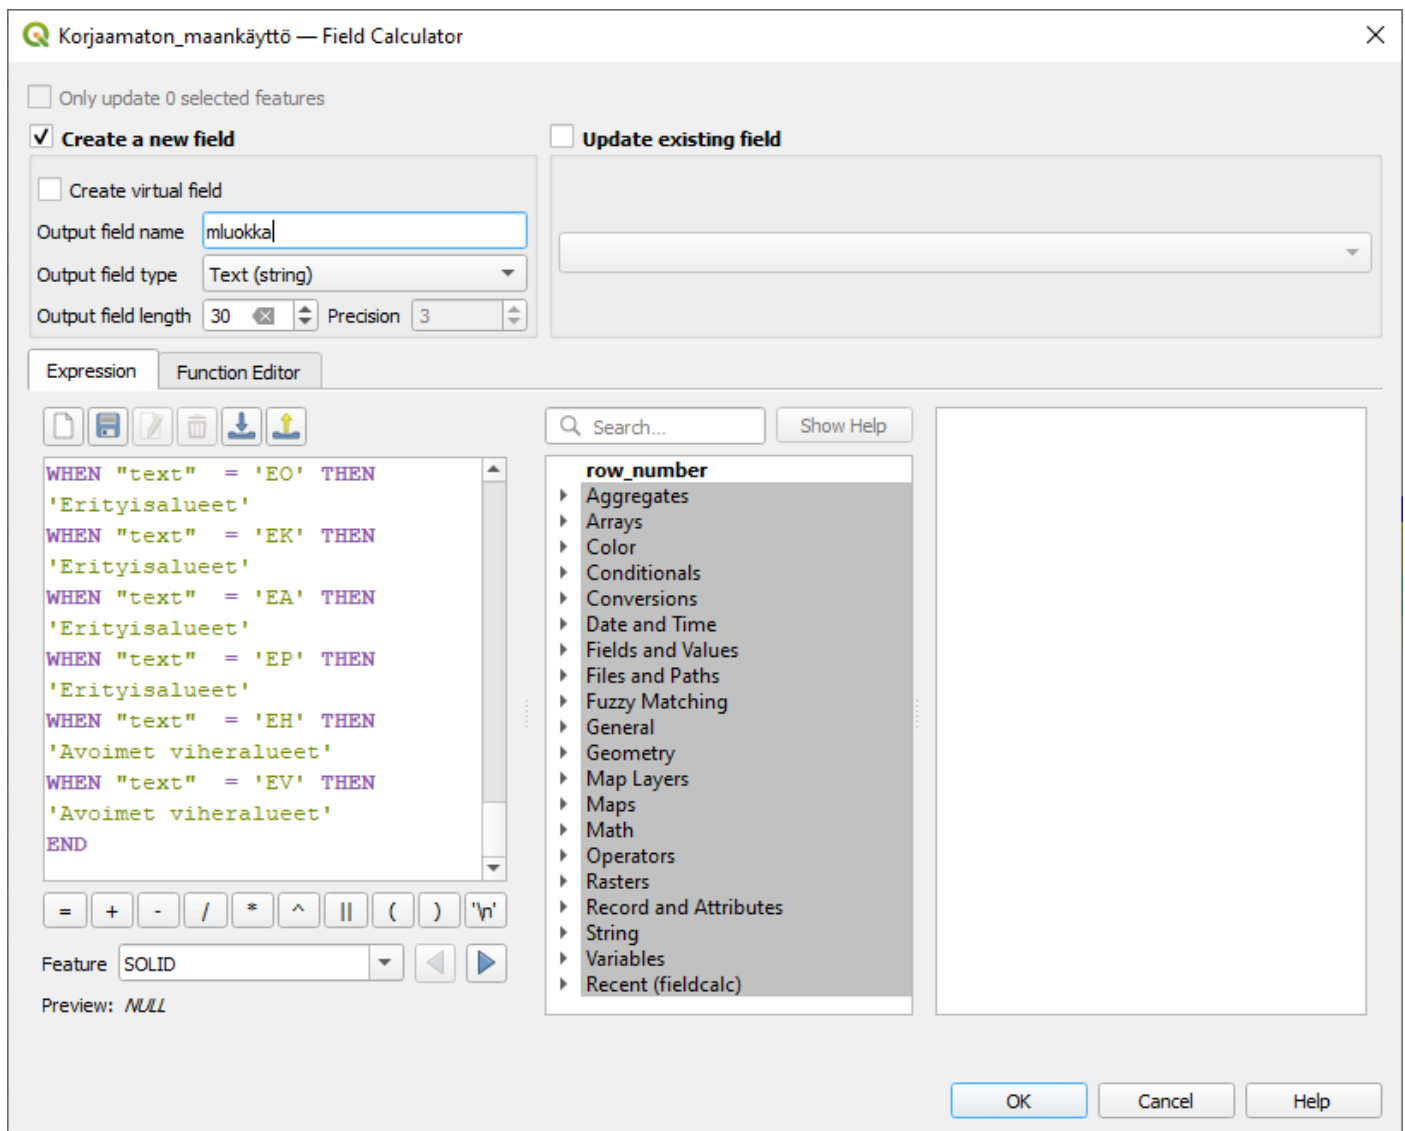 Korjaamaton_maankäyttö — Field Calculator
Only update 0 selected features
Create a new field
Update existing field
Create virtual field
Output field name mluokka
Output field type Text (string)
Output field length 30 Precision 3
Expression Function Editor
Search... Show Help
WHEN "text"  = 'EO' THEN
'Erityisalueet'
WHEN "text"  = 'EK' THEN
'Erityisalueet'
WHEN "text"  = 'EA' THEN
'Erityisalueet'
WHEN "text"  = 'EP' THEN
'Erityisalueet'
WHEN "text"  = 'EH' THEN
'Avoimet viheralueet'
WHEN "text"  = 'EV' THEN
'Avoimet viheralueet'
END
= + - / * ^ || ( ) '\n'
Feature SOLID
Preview: NULL
row_number
Aggregates
Arrays
Color
Conditionals
Conversions
Date and Time
Fields and Values
Files and Paths
Fuzzy Matching
General
Geometry
Map Layers
Maps
Math
Operators
Rasters
Record and Attributes
String
Variables
Recent (fieldcalc)
OK Cancel Help